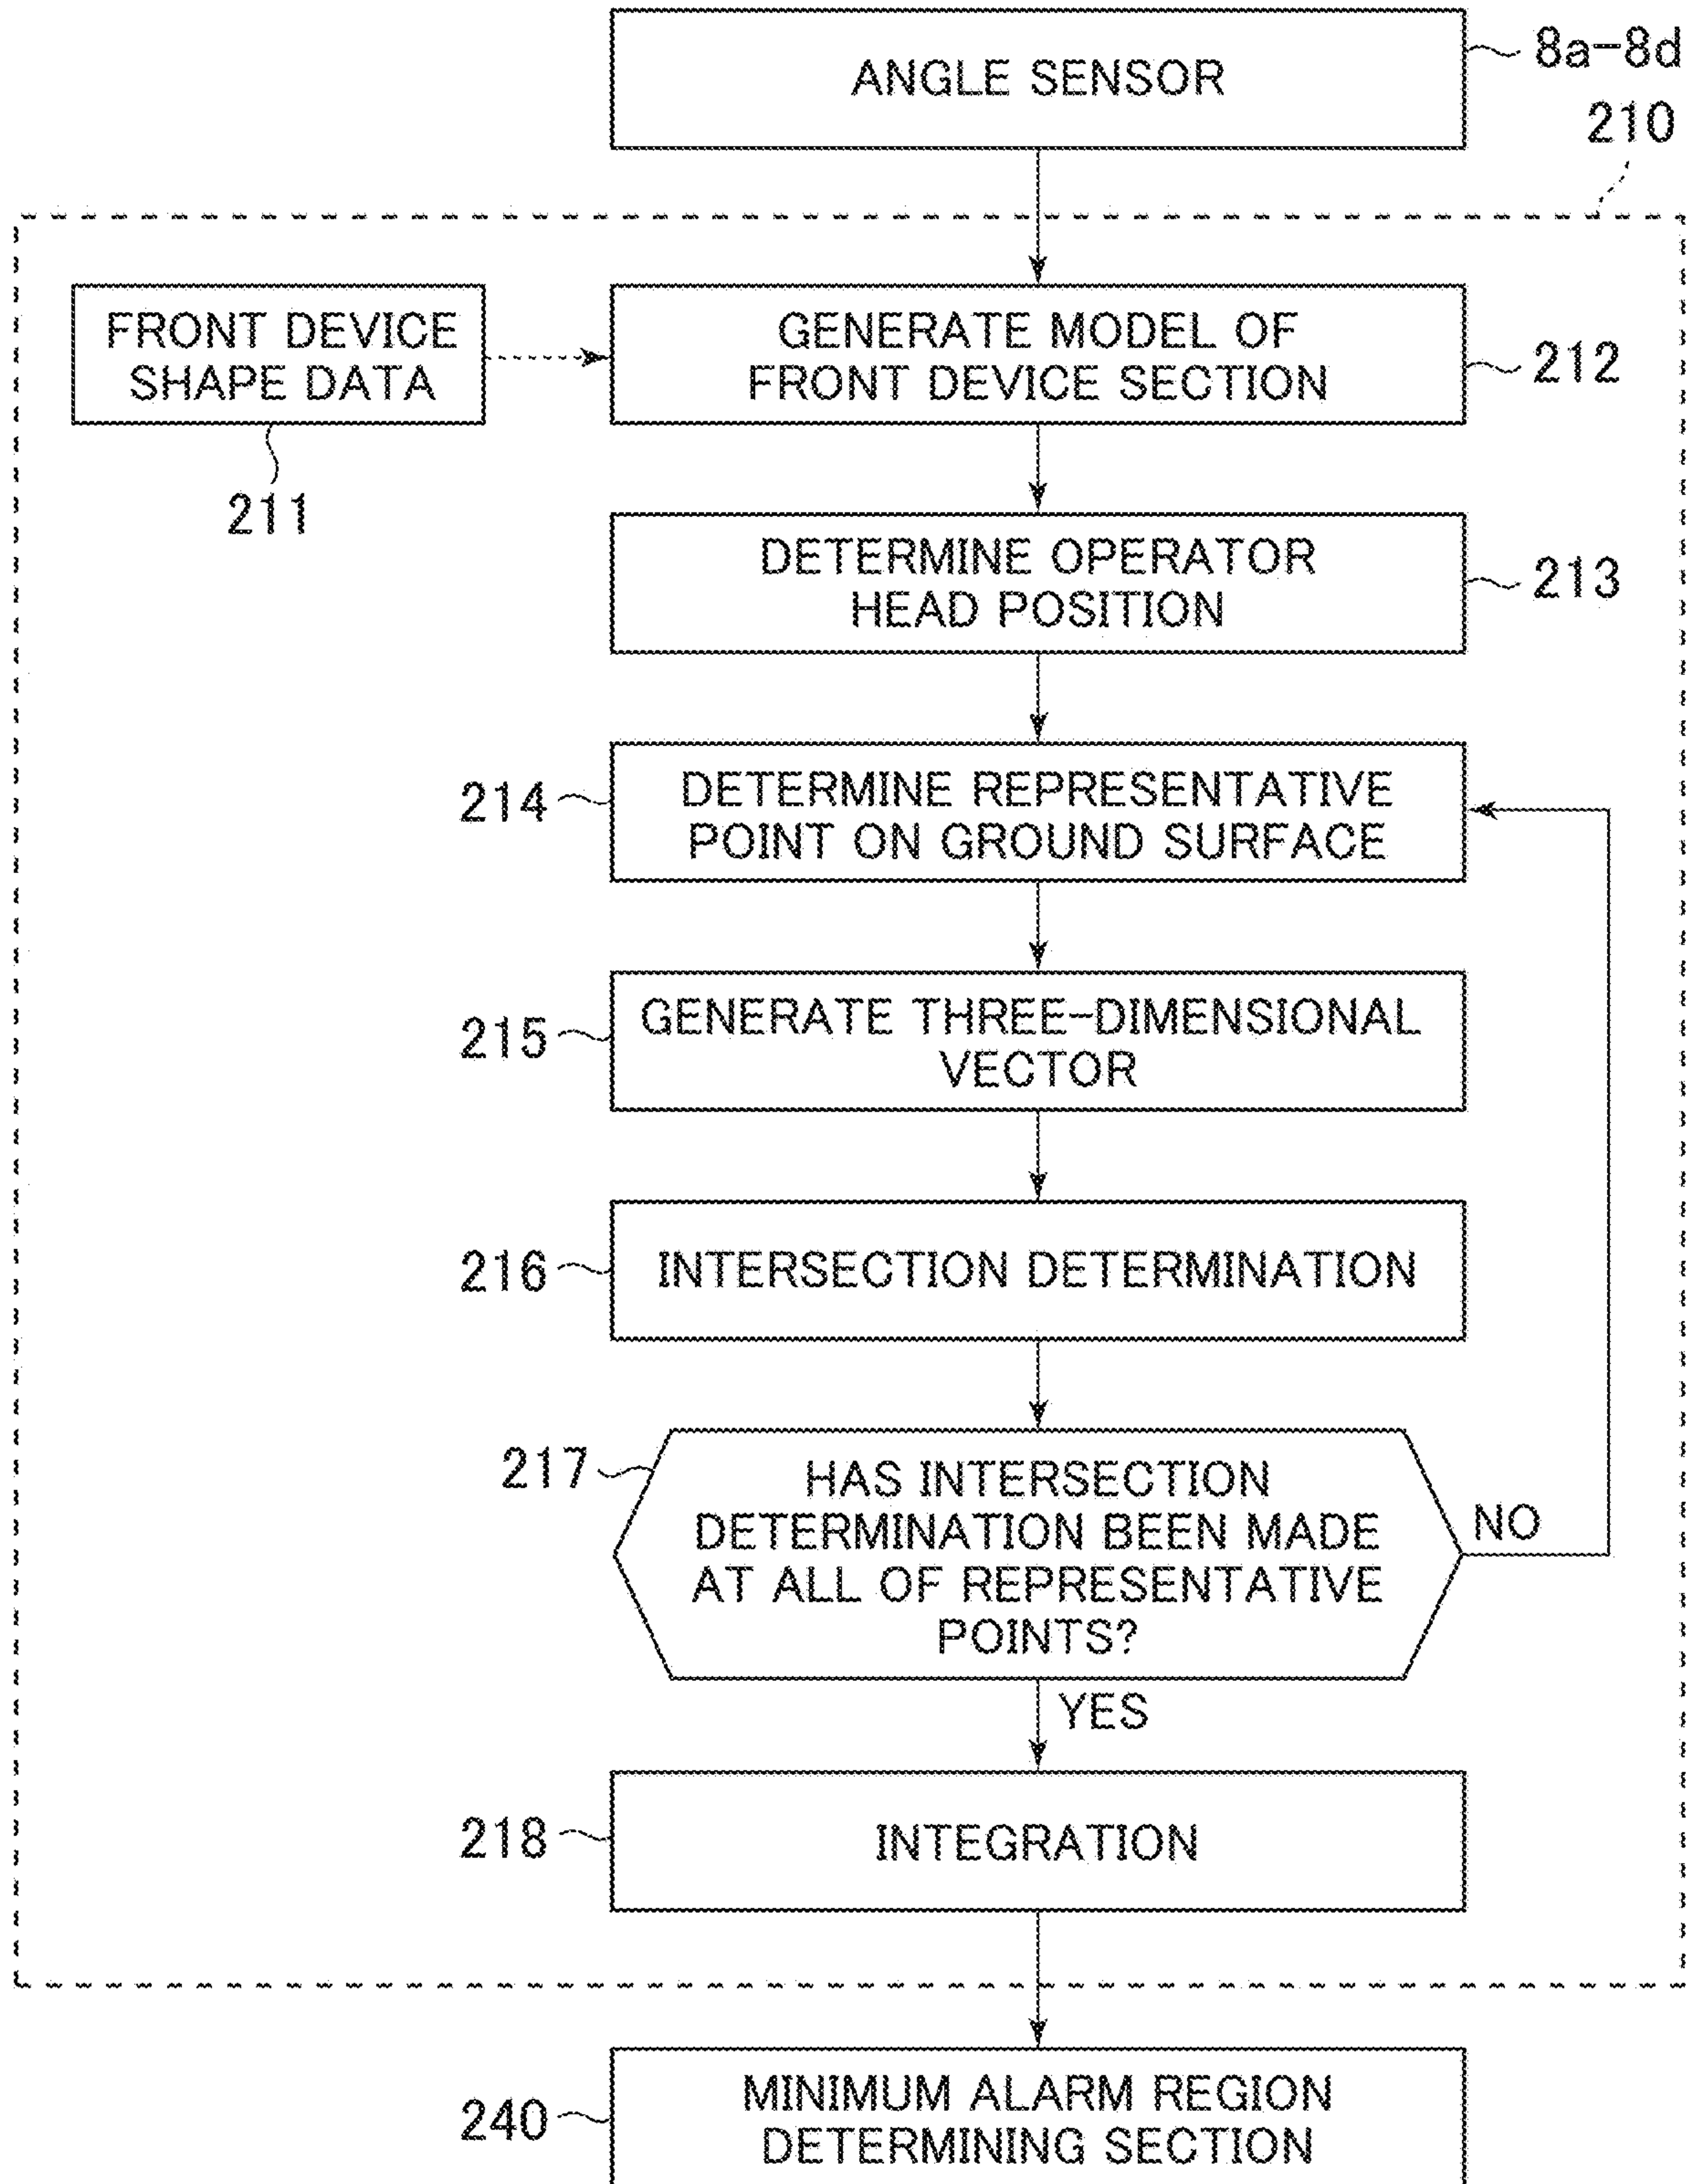 ANGLE SENSOR
8a-8d
210
FRONT DEVICE
SHAPE DATA
211
GENERATE MODEL OF
FRONT DEVICE SECTION
212
DETERMINE OPERATOR
HEAD POSITION
213
214
DETERMINE REPRESENTATIVE
POINT ON GROUND SURFACE
215
GENERATE THREE-DIMENSIONAL
VECTOR
216
INTERSECTION DETERMINATION
217
HAS INTERSECTION
DETERMINATION BEEN MADE
AT ALL OF REPRESENTATIVE
POINTS?
NO
YES
218
INTEGRATION
240
MINIMUM ALARM REGION
DETERMINING SECTION